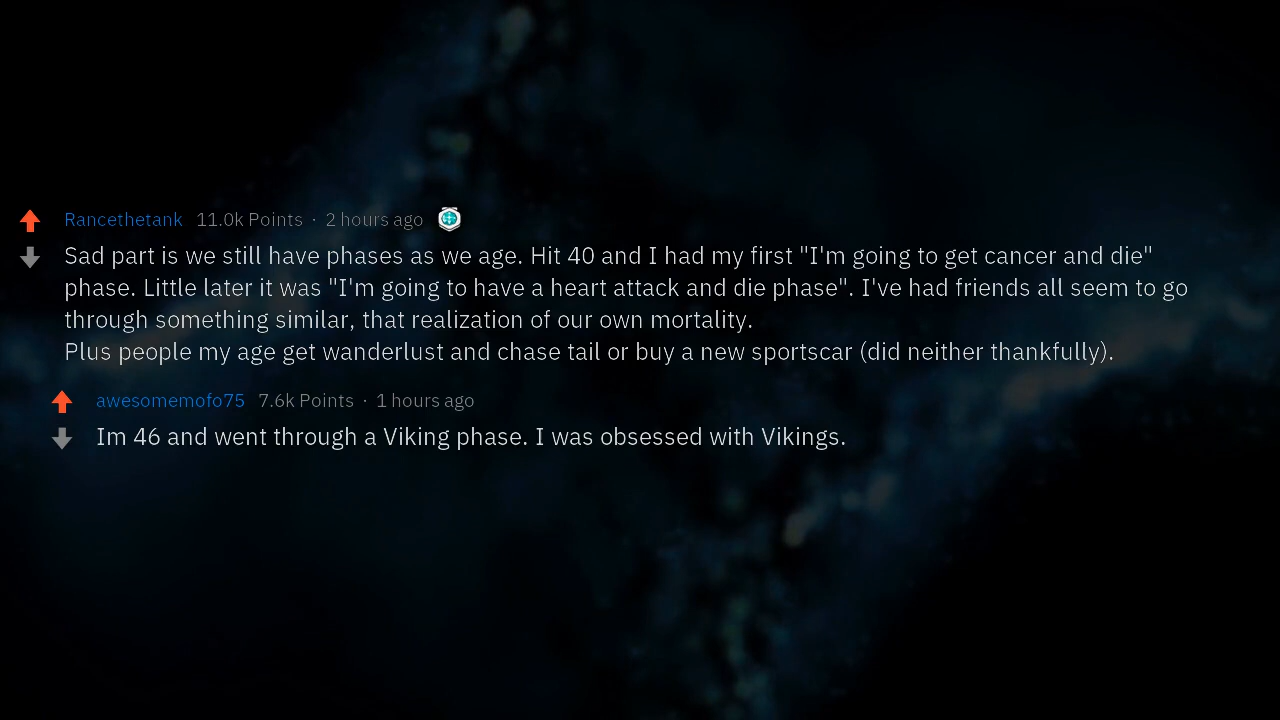 Rancethetank 11.0k Points · 2 hours ago
Sad part is we still have phases as we age. Hit 40 and I had my first "I'm going to get cancer and die"
phase. Little later it was "I'm going to have a heart attack and die phase". I've had friends all seem to go
through something similar, that realization of our own mortality.
Plus people my age get wanderlust and chase tail or buy a new sportscar (did neither thankfully).
awesomemofo75 7.6k Points · 1 hours ago
Im 46 and went through a Viking phase. I was obsessed with Vikings.